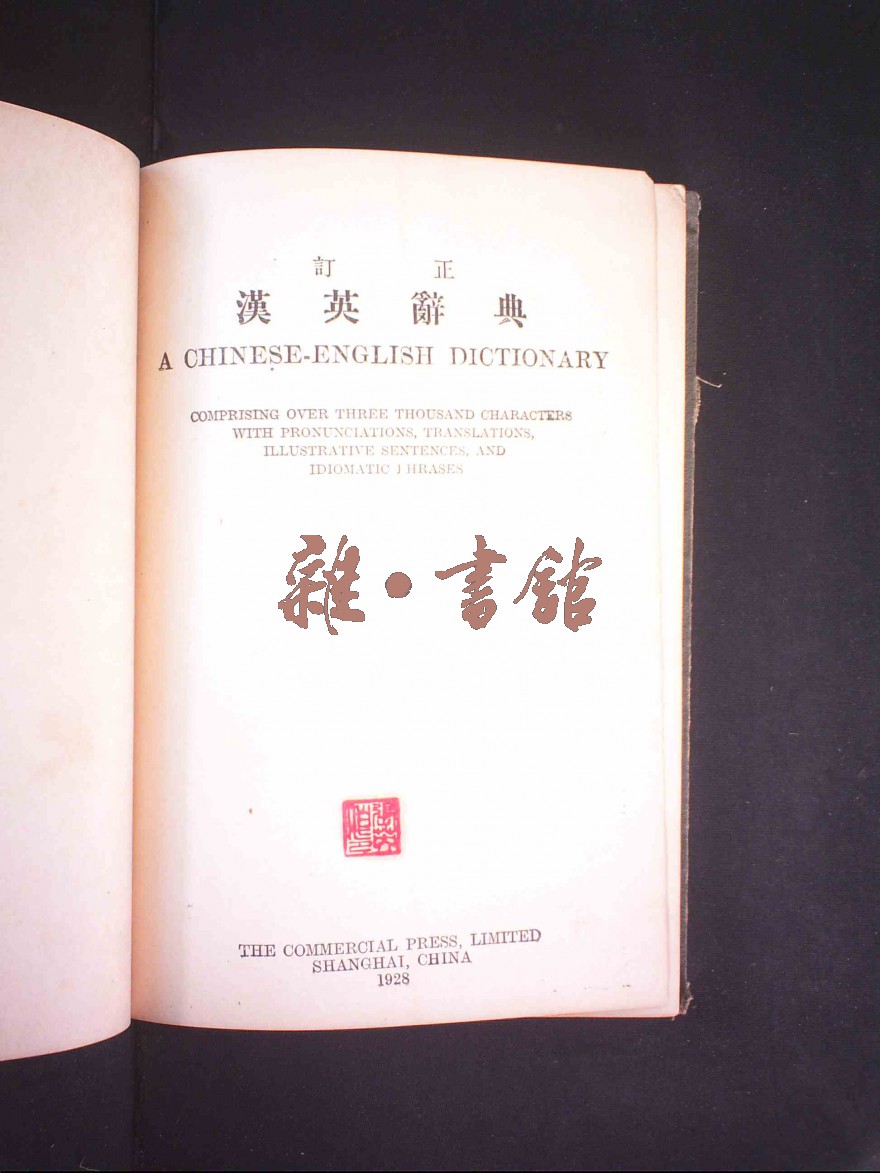 訂正
漢英辭典
A CHINESE-ENGLISH DICTIONARY
COMPRISING OVER THREE THOUSAND CHARACTERS
WITH PRONUNCIATIONS, TRANSLATIONS,
ILLUSTRATIVE SENTENCES, AND
IDIOMATIC PHRASES
雜·書館
THE COMMERCIAL PRESS, LIMITED
SHANGHAI, CHINA
1928